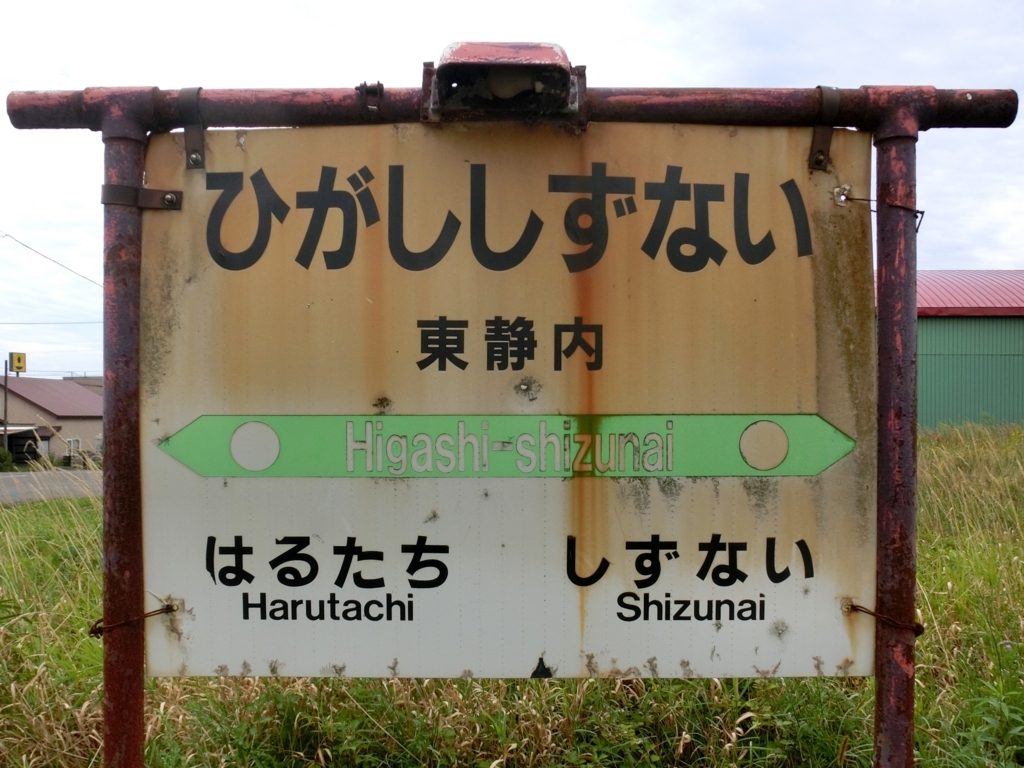 ひがししずない
東静内
Higashi-shizunai
はるたち しずない
Harutachi Shizunai